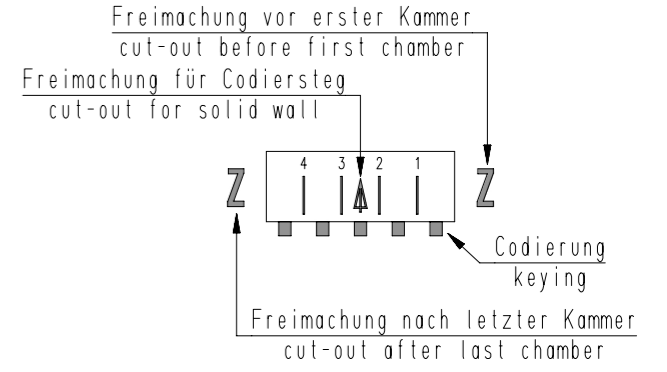 Freimachung vor erster Kammer
cut-out before first chamber
Freimachung für Codiersteg
cut-out for solid wall
Z 4 3 2 1 Z
Codierung
keying
Freimachung nach letzter Kammer
cut-out after last chamber